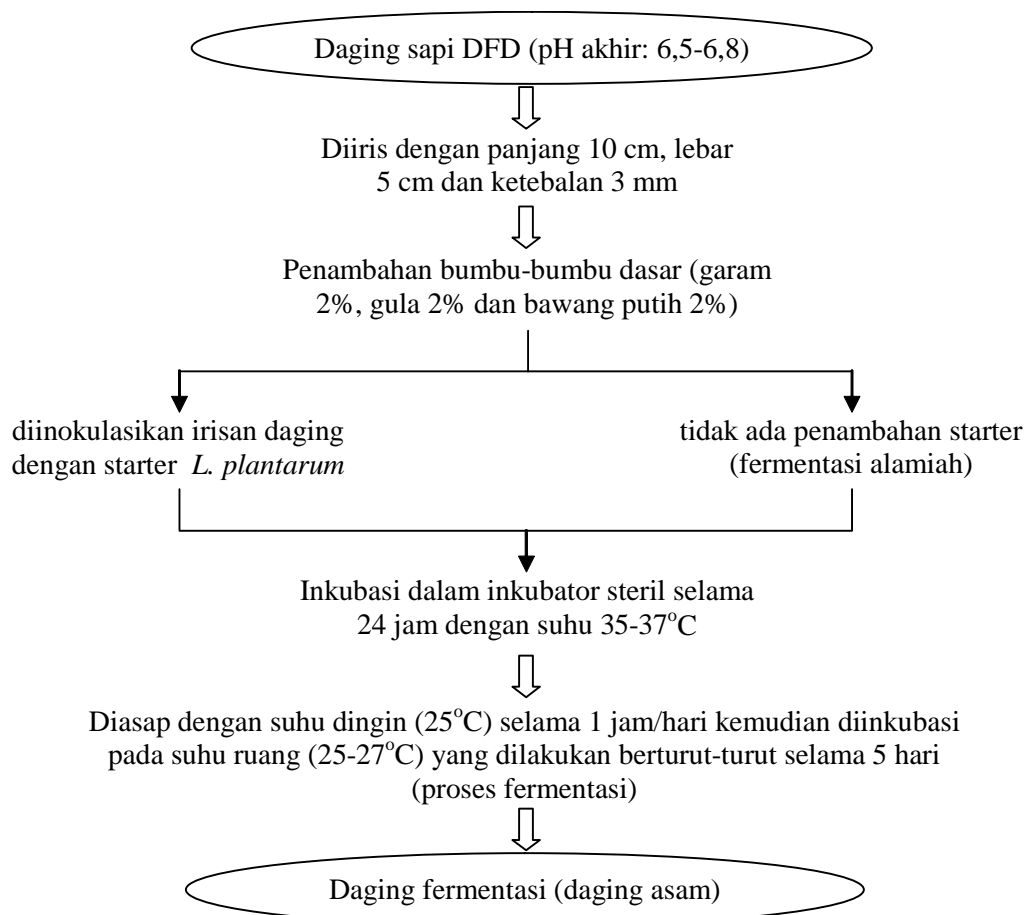 Daging sapi DFD (pH akhir: 6,5-6,8)
Diiris dengan panjang 10 cm, lebar
5 cm dan ketebalan 3 mm
Penambahan bumbu-bumbu dasar (garam
2%, gula 2% dan bawang putih 2%)
diinokulasikan irisan daging
dengan starter L. plantarum
tidak ada penambahan starter
(fermentasi alamiah)
Inkubasi dalam inkubator steril selama
24 jam dengan suhu 35-37°C
Diasap dengan suhu dingin (25°C) selama 1 jam/hari kemudian diinkubasi
pada suhu ruang (25-27°C) yang dilakukan berturut-turut selama 5 hari
(proses fermentasi)
Daging fermentasi (daging asam)